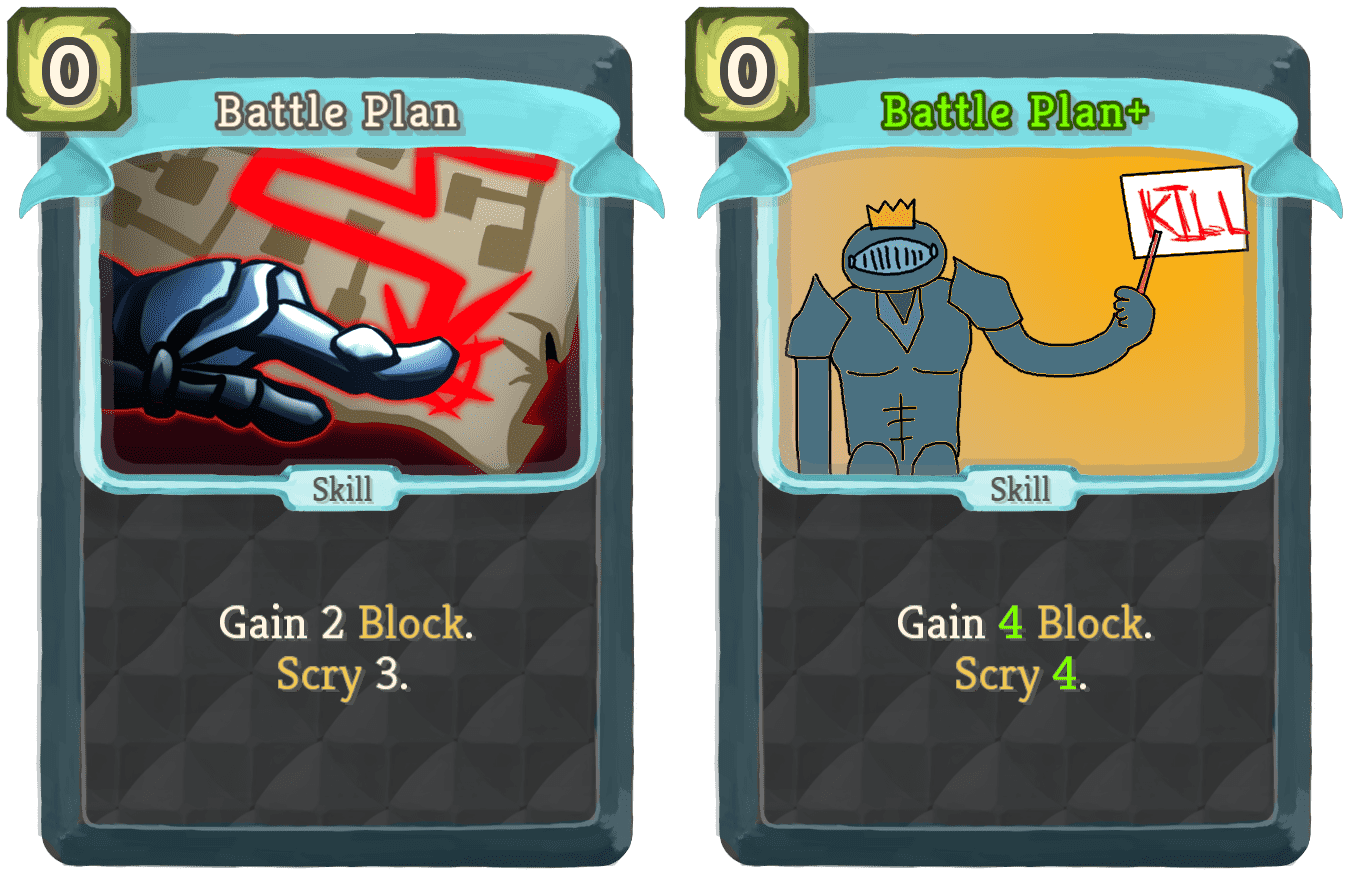 0
Battle Plan
Skill
Gain 2 Block.
Scry 3.
0
Battle Plan+
KILL
Skill
Gain 4 Block.
Scry 4.